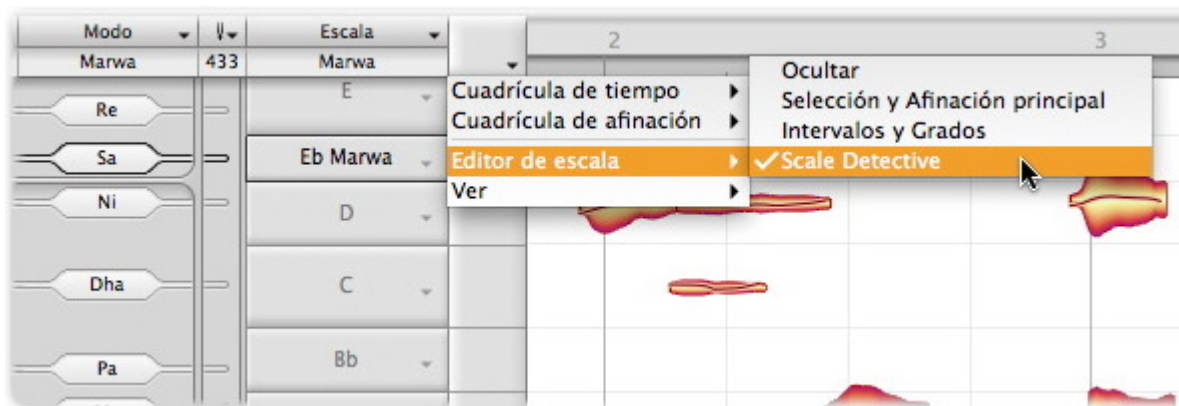 Modo Escala
Marwa 433 Marwa
2 3
E
Re
Sa
Eb Marwa
Ni
D
Dha
C
Pa
Bb
Cuadrícula de tiempo
Cuadrícula de afinación
Editor de escala
Ver
Ocultar
Selección y Afinación principal
Intervalos y Grados
Scale Detective